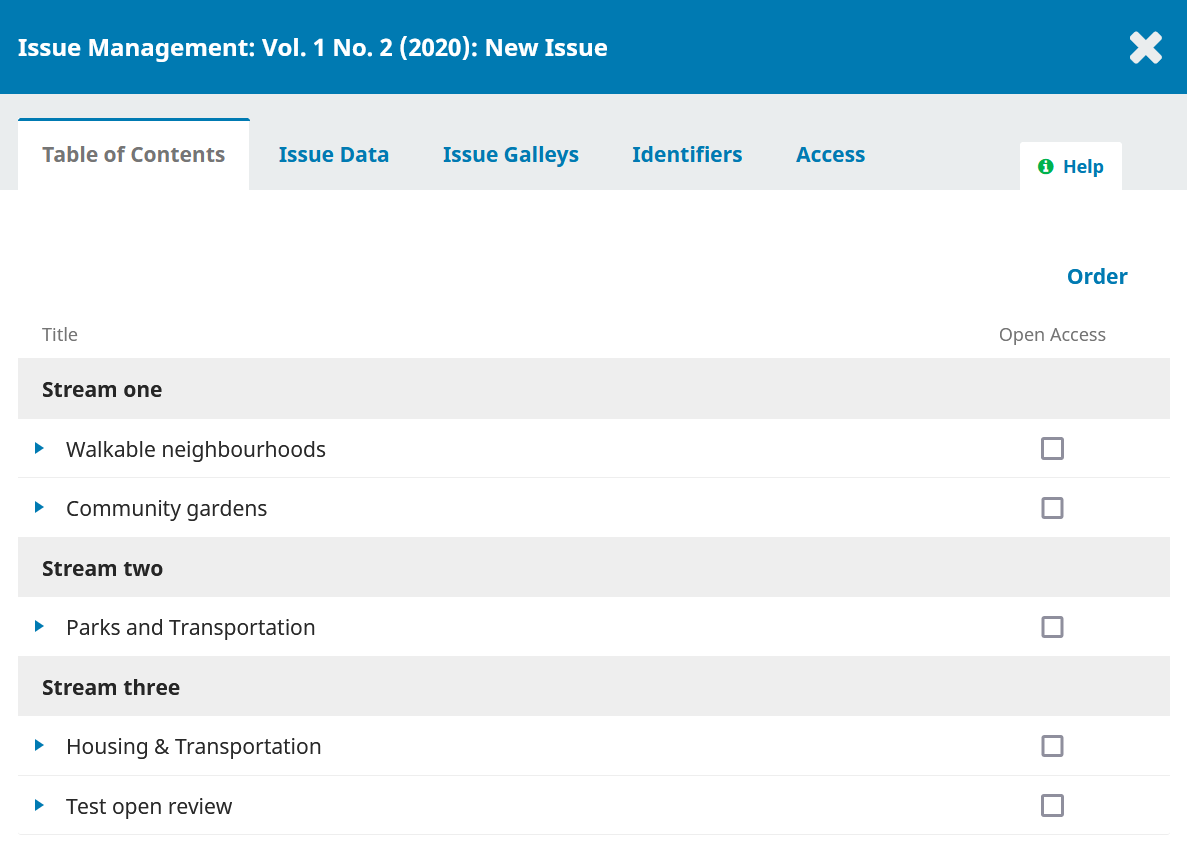 Issue Management: Vol. 1 No. 2 (2020): New Issue
Table of Contents Issue Data Issue Galleys Identifiers Access Help
Order
Title Open Access
Stream one
Walkable neighbourhoods
Community gardens
Stream two
Parks and Transportation
Stream three
Housing & Transportation
Test open review